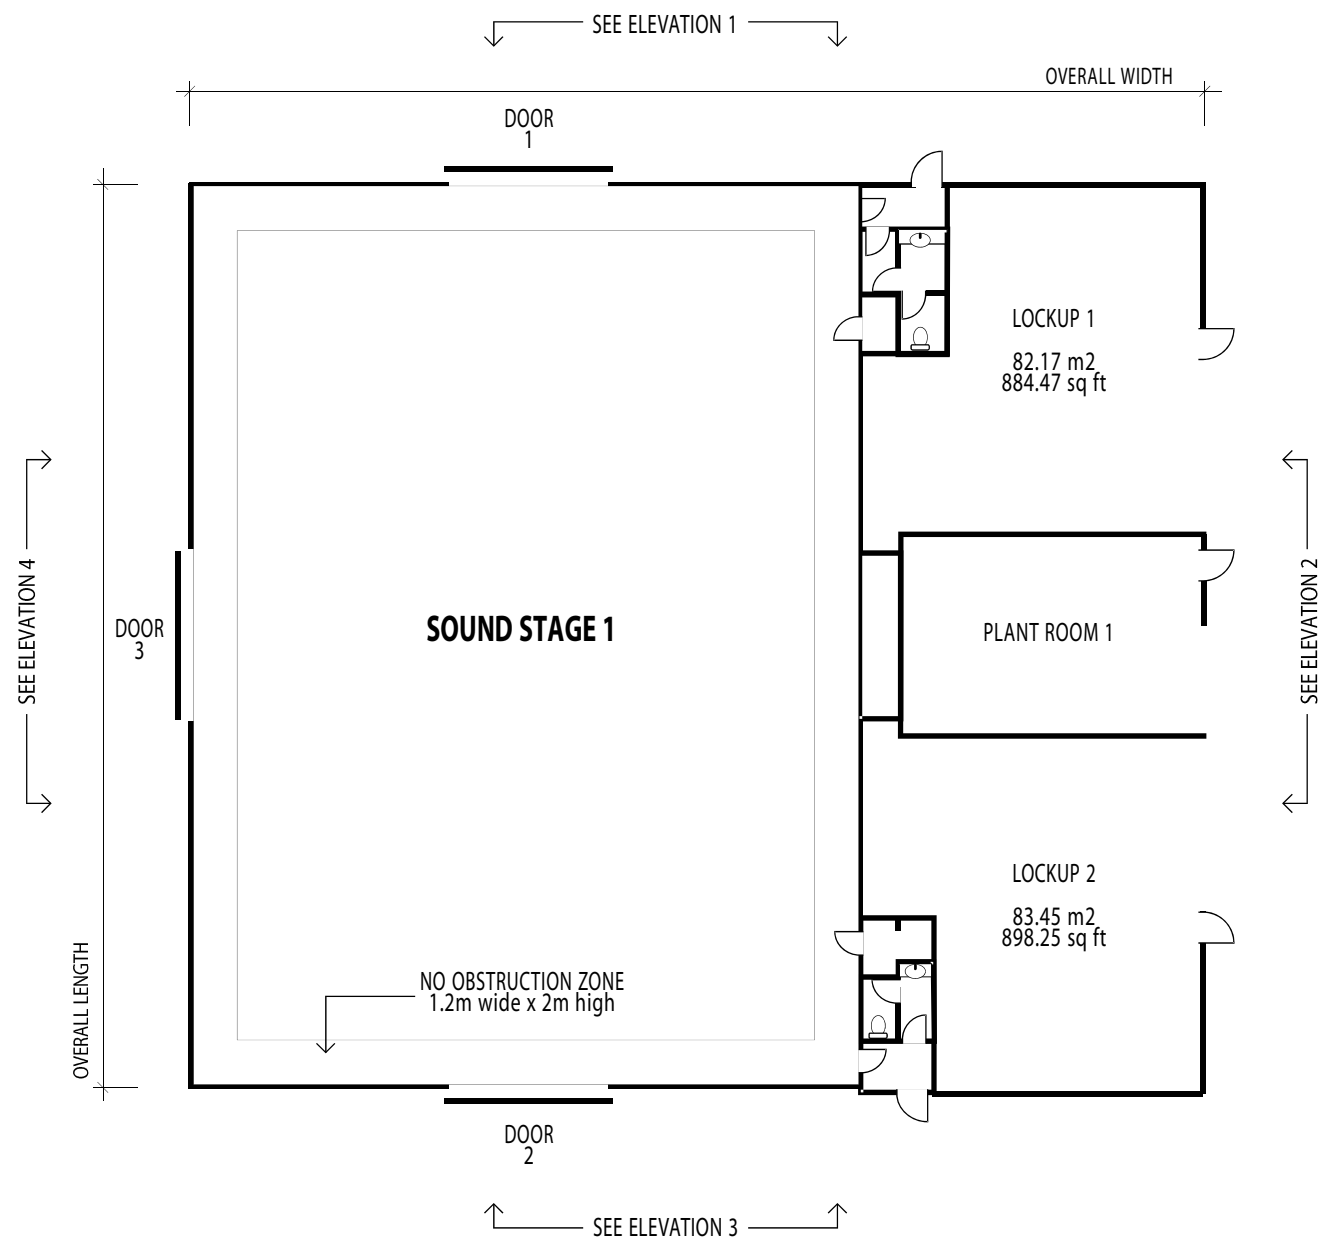 SEE ELEVATION 1
OVERALL WIDTH
DOOR
1
LOCKUP 1
82.17 m2
884.47 sq ft
SEE ELEVATION 4
SEE ELEVATION 2
DOOR
3
SOUND STAGE 1
PLANT ROOM 1
LOCKUP 2
83.45 m2
898.25 sq ft
OVERALL LENGTH
NO OBSTRUCTION ZONE
1.2m wide x 2m high
DOOR
2
SEE ELEVATION 3